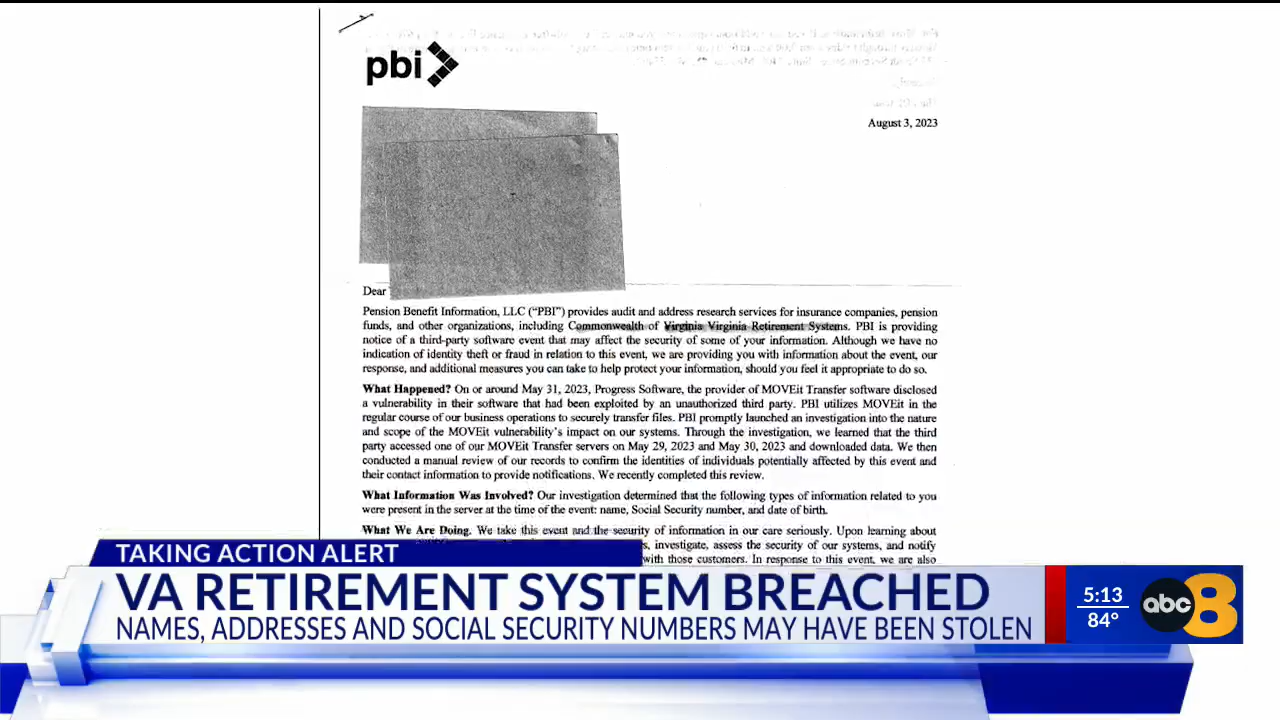 pbi
August 3, 2023
Dear
Pension Benefit Information, LLC ("PBI") provides audit and address research services for insurance companies, pension
funds, and other organizations, including Commonwealth of Virginia Virginia Retirement Systems. PBI is providing
notice of a third-party software event that may affect the security of some of your information. Although we have no
indication of identity theft or fraud in relation to this event, we are providing you with information about the event, our
response, and additional measures you can take to help protect your information, should you feel it appropriate to do so.
What Happened? On or around May 31, 2023, Progress Software, the provider of MOVEit Transfer software disclosed
a vulnerability in their software that had been exploited by an unauthorized third party. PBI utilizes MOVEit in the
regular course of our business operations to securely transfer files. PBI promptly launched an investigation into the nature
and scope of the MOVEit vulnerability's impact on our systems. Through the investigation, we learned that the third
party accessed one of our MOVEit Transfer servers on May 29, 2023 and May 30, 2023 and downloaded data. We then
conducted a manual review of our records to confirm the identities of individuals potentially affected by this event and
their contact information to provide notifications. We recently completed this review.
What Information Was Involved? Our investigation determined that the following types of information related to you
were present in the server at the time of the event: name, Social Security number, and date of birth.
What We Are Doing. We take this event and the security of information in our care seriously. Upon learning about
investigate, assess the security of our systems, and notify
with those customers. In response to this event, we are also
TAKING ACTION ALERT
VA RETIREMENT SYSTEM BREACHED
NAMES, ADDRESSES AND SOCIAL SECURITY NUMBERS MAY HAVE BEEN STOLEN
5:13
84°
abc 8